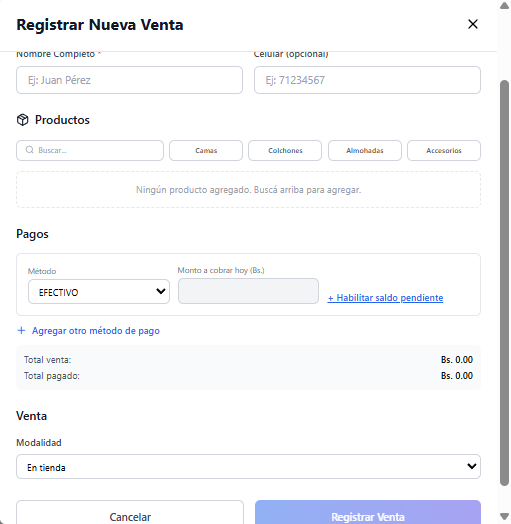 Registrar Nueva Venta
Nombre Completo *
Celular (opcional)
Ej: Juan Pérez
Ej: 71234567
Productos
Buscar...
Camas
Colchones
Almohadas
Accesorios
Ningún producto agregado. Buscá arriba para agregar.
Pagos
Método
Monto a cobrar hoy (Bs.)
EFECTIVO
+ Habilitar saldo pendiente
+ Agregar otro método de pago
Total venta:
Bs. 0.00
Total pagado:
Bs. 0.00
Venta
Modalidad
En tienda
Cancelar
Registrar Venta